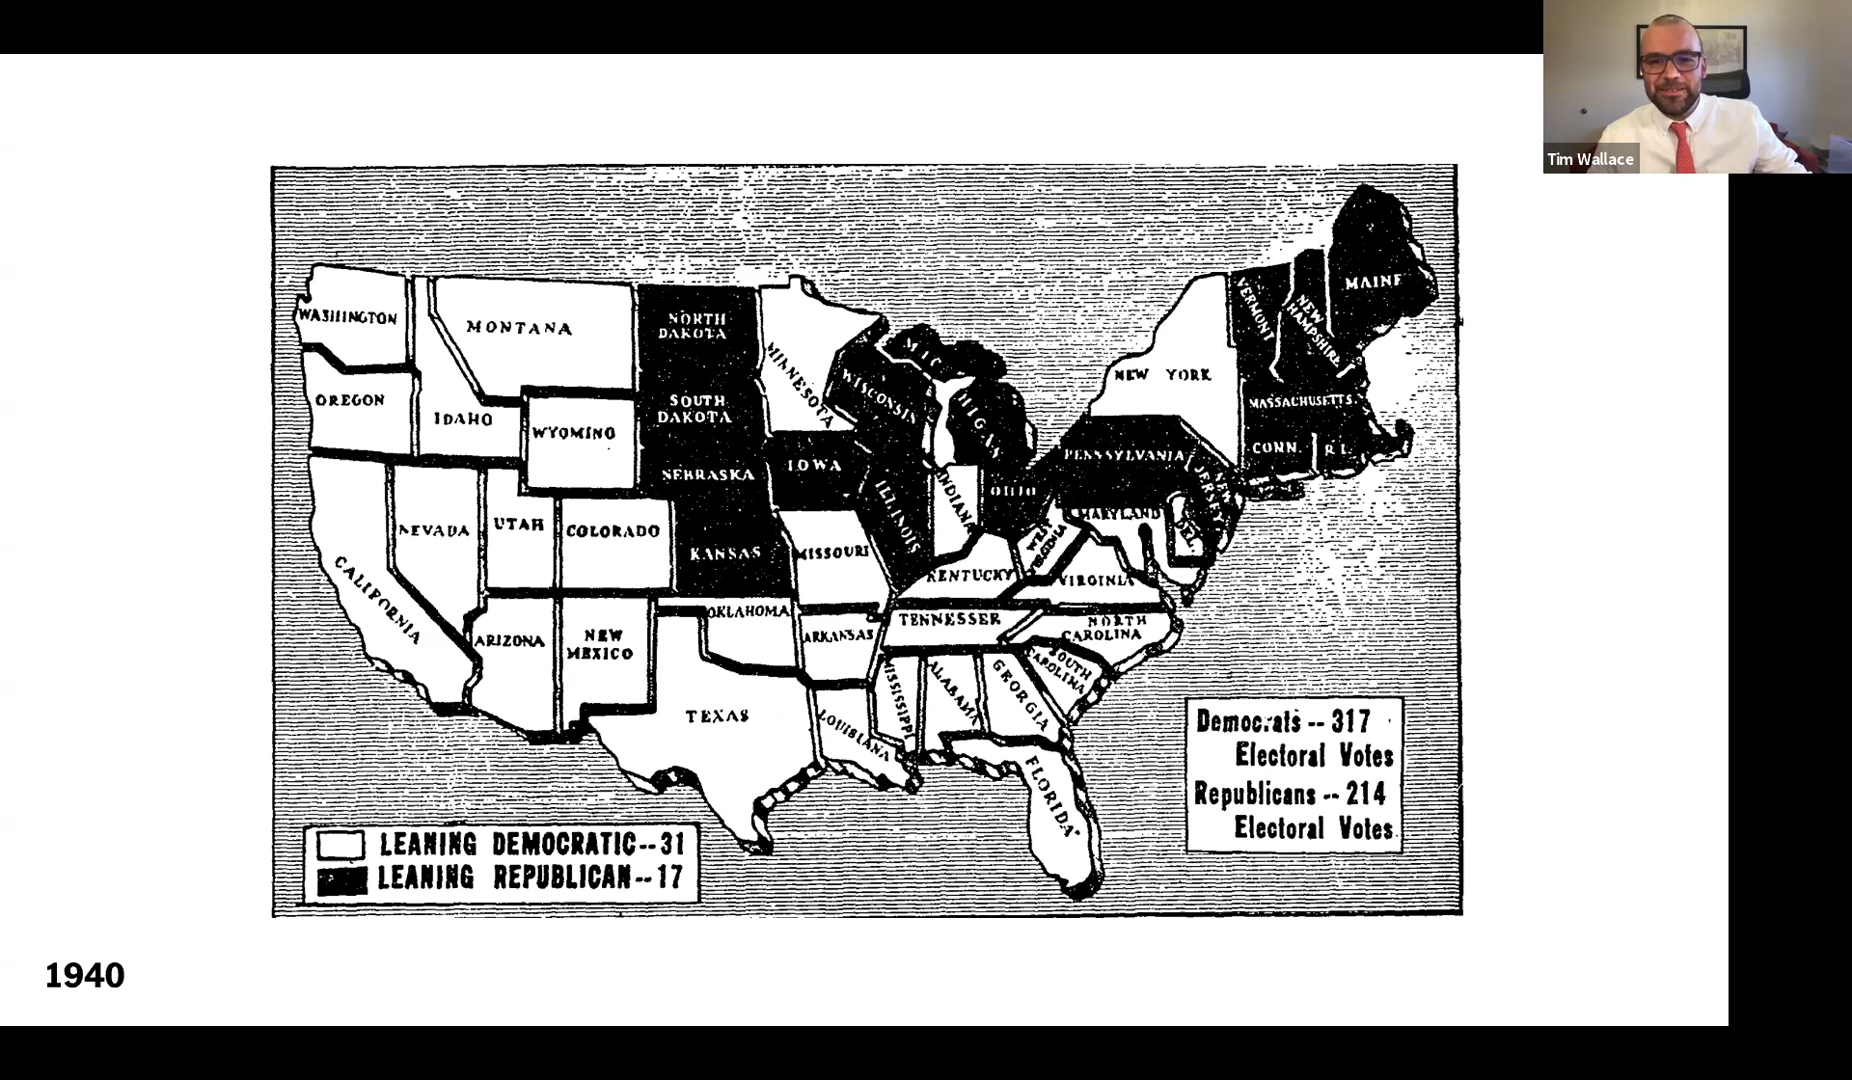 Tim Wallace
WASHINGTON
MONTANA
NORTH
DAKOTA
MINNESOTA
MICHIGAN
WISCONSIN
VERMONT
NEW
HAMPSHIRE
MAINE
OREGON
IDAHO
WYOMING
SOUTH
DAKOTA
NEW YORK
MASSACHUSETTS
CONN.
R.I.
NEBRASKA
IOWA
ILLINOIS
INDIANA
OHIO
PENNSYLVANIA
JERSEY
MARYLAND
DEL.
NEVADA
UTAH
COLORADO
KANSAS
MISSOURI
KENTUCKY
WEST
VIRGINIA
VIRGINIA
CALIFORNIA
ARIZONA
NEW
MEXICO
OKLAHOMA
ARKANSAS
TENNESSEE
NORTH
CAROLINA
SOUTH
CAROLINA
MISSISSIPPI
ALABAMA
GEORGIA
TEXAS
LOUISIANA
FLORIDA
Democrats -- 317
Electoral Votes
Republicans -- 214
Electoral Votes
LEANING DEMOCRATIC--31
LEANING REPUBLICAN--17
1940